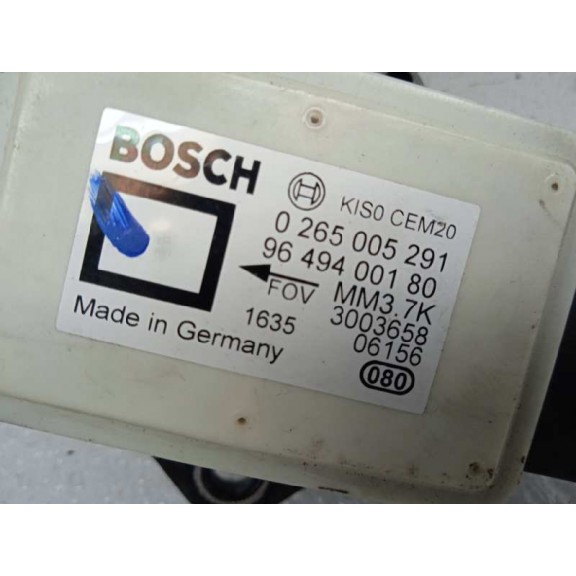 BOSCH
KIS0 CEM20
0 265 005 291
96 494 001 80
FOV MM3.7K
1635 3003658
Made in Germany 06156
080